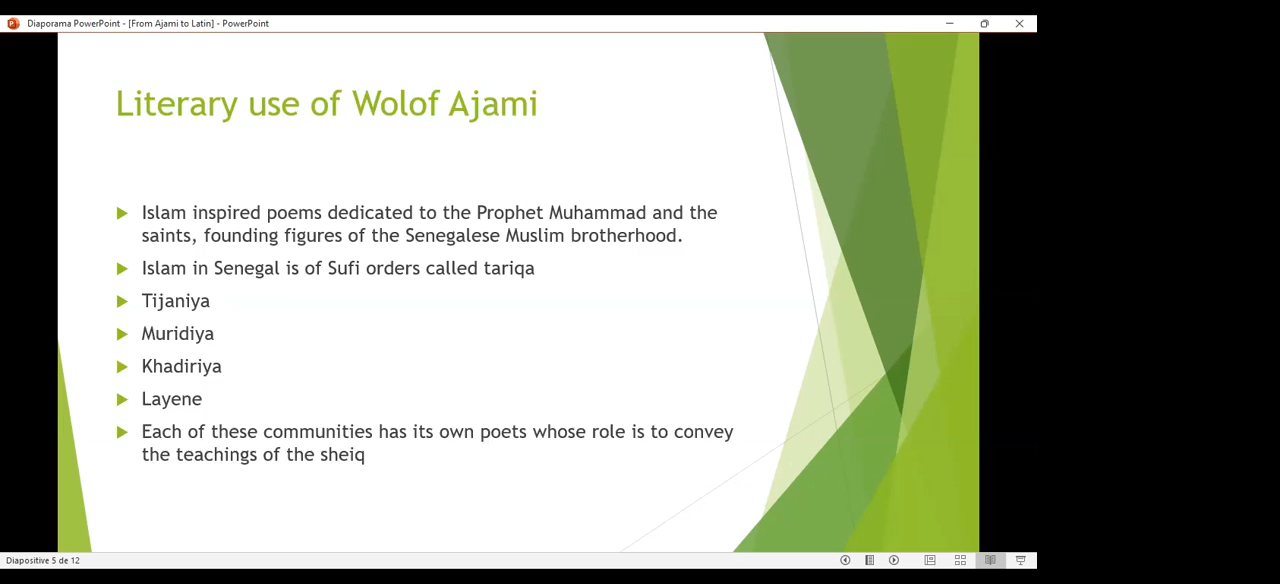 Diaporama PowerPoint - [From Ajami to Latin] - PowerPoint
Literary use of Wolof Ajami
Islam inspired poems dedicated to the Prophet Muhammad and the
saints, founding figures of the Senegalese Muslim brotherhood.
Islam in Senegal is of Sufi orders called tariqa
Tijaniya
Muridiya
Khadiriya
Layene
Each of these communities has its own poets whose role is to convey
the teachings of the sheiq
Diapositive 5 de 12